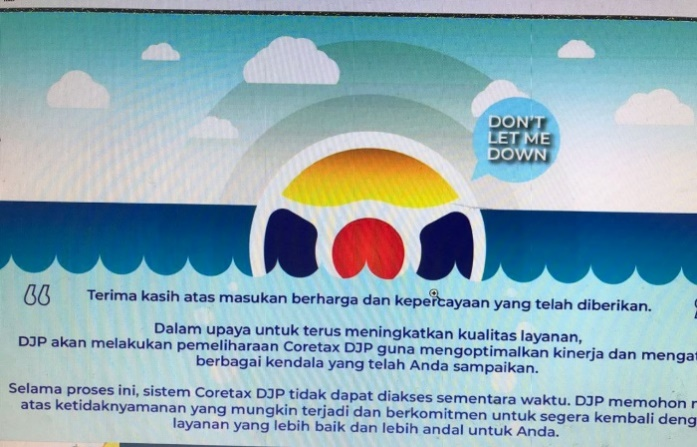 DON'T
LET ME
DOWN
Terima kasih atas masukan berharga dan kepercayaan yang telah diberikan.
Dalam upaya untuk terus meningkatkan kualitas layanan,
DJP akan melakukan pemeliharaan Coretax DJP guna mengoptimalkan kinerja dan
berbagai kendala yang telah Anda sampaikan.
Selama proses ini, sistem Coretax DJP tidak dapat diakses sementara waktu. DJP memohon
atas ketidaknyamanan yang mungkin terjadi dan berkomitmen untuk segera kembali
layanan yang lebih baik dan lebih andal untuk Anda.